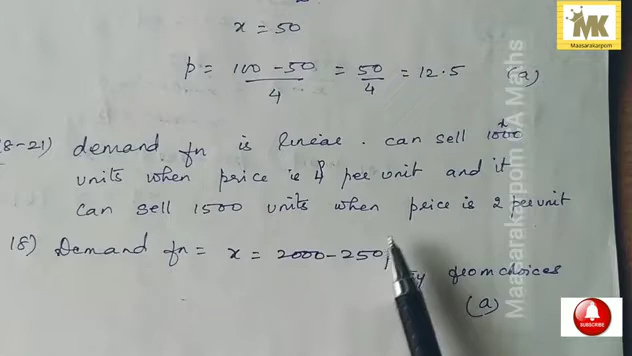 x = 50
p = 100 - 50 / 4 = 50 / 4 = 12.5 (a)
8-21) demand fn is linear. can sell 1000
units when price is 4 per unit and it
can sell 1500 units when price is 2 per unit
18) Demand fn = x = 2000 - 250p
from choices
(a)
MK
Maasarakarpom
Maasarakarpom CA Maths
SUBSCRIBE